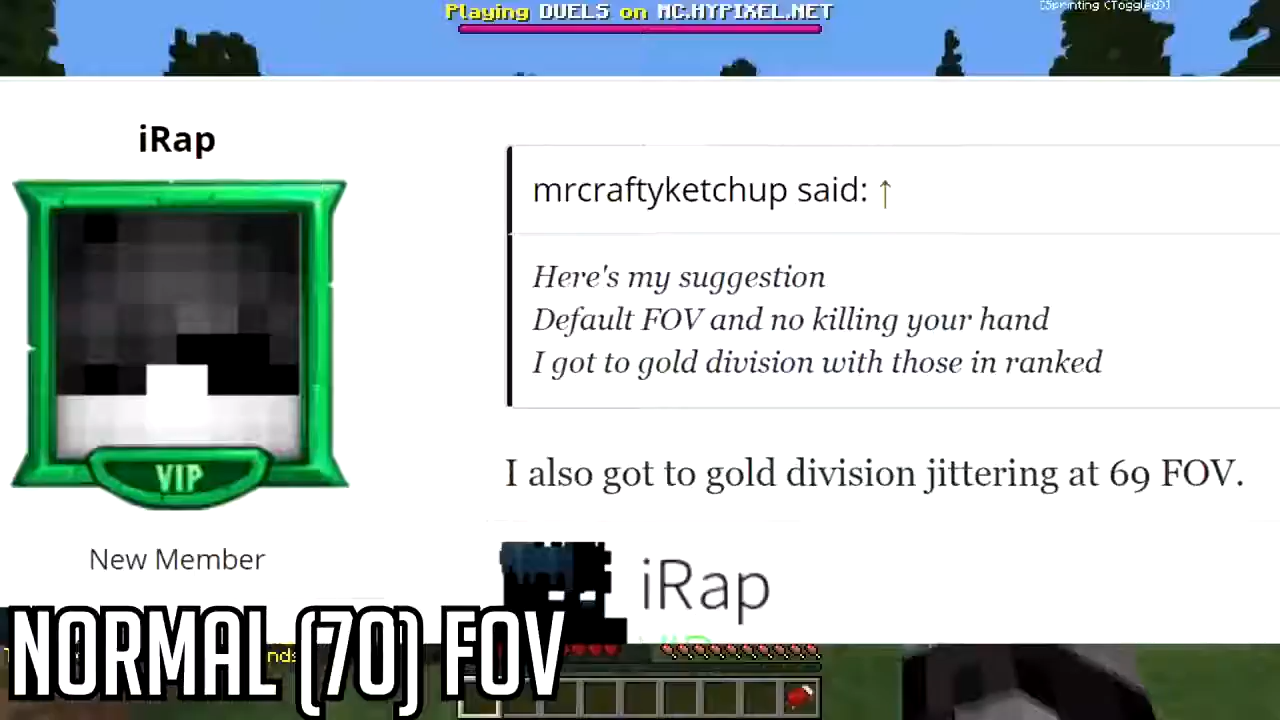 Playing DUELS on MC.HYPIXEL.NET
[Sprinting (Toggled)]
iRap
VIP
New Member
mrcraftyketchup said: ↑
Here's my suggestion
Default FOV and no killing your hand
I got to gold division with those in ranked
I also got to gold division jittering at 69 FOV.
iRap
NORMAL (70) FOV